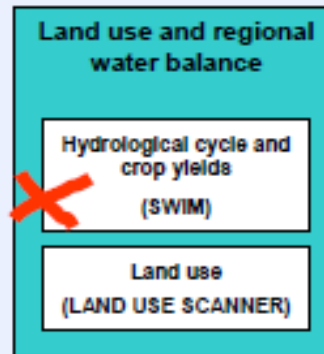 Land use and regional
water balance
Hydrological cycle and
crop yields
(SWIM)
Land use
(LAND USE SCANNER)